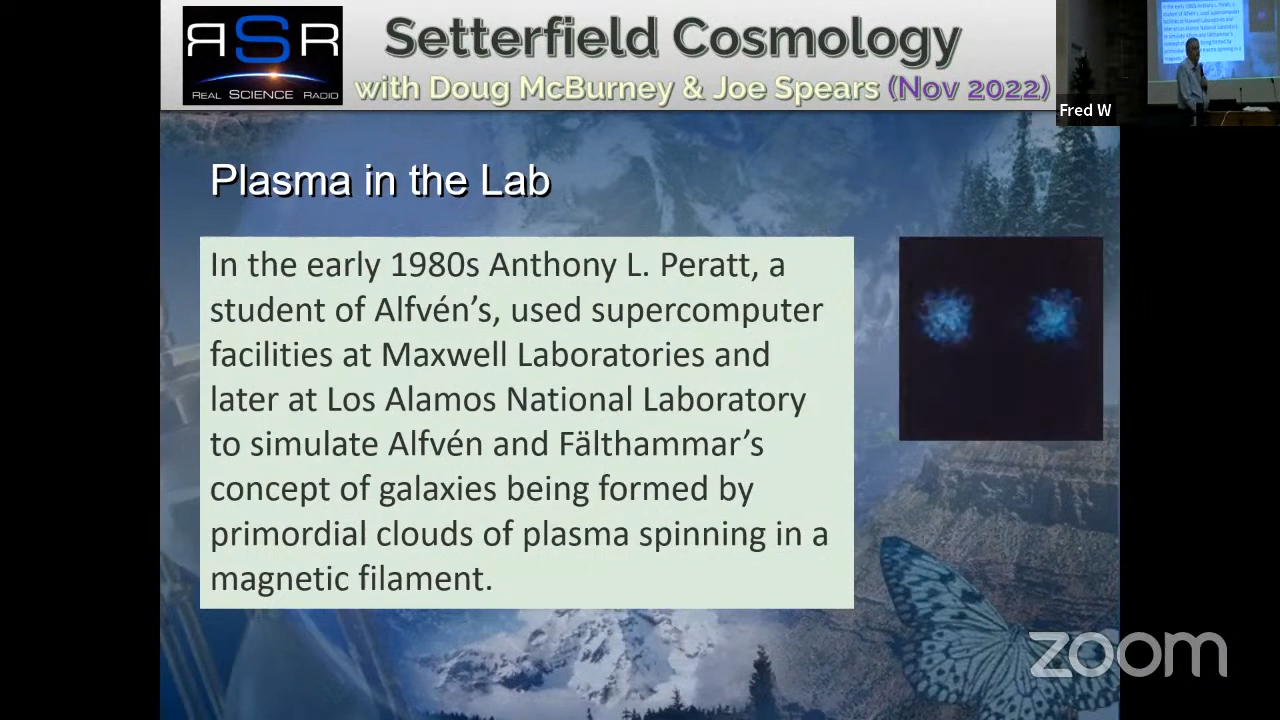 RSR
REAL SCIENCE RADIO
Setterfield Cosmology
with Doug McBurney & Joe Spears (Nov 2022)
Fred W
Plasma in the Lab
In the early 1980s Anthony L. Peratt, a
student of Alfvén’s, used supercomputer
facilities at Maxwell Laboratories and
later at Los Alamos National Laboratory
to simulate Alfvén and Fälthammar’s
concept of galaxies being formed by
primordial clouds of plasma spinning in a
magnetic filament.
zoom